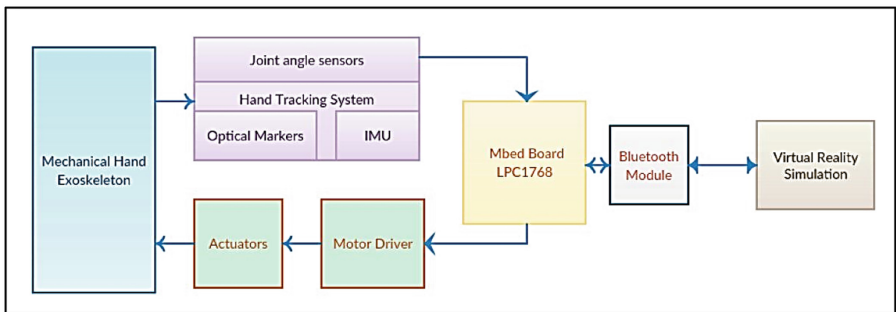 Joint angle sensors
Hand Tracking System
Optical Markers
IMU
Mechanical Hand
Exoskeleton
Mbed Board
LPC1768
Bluetooth
Module
Virtual Reality
Simulation
Actuators
Motor Driver